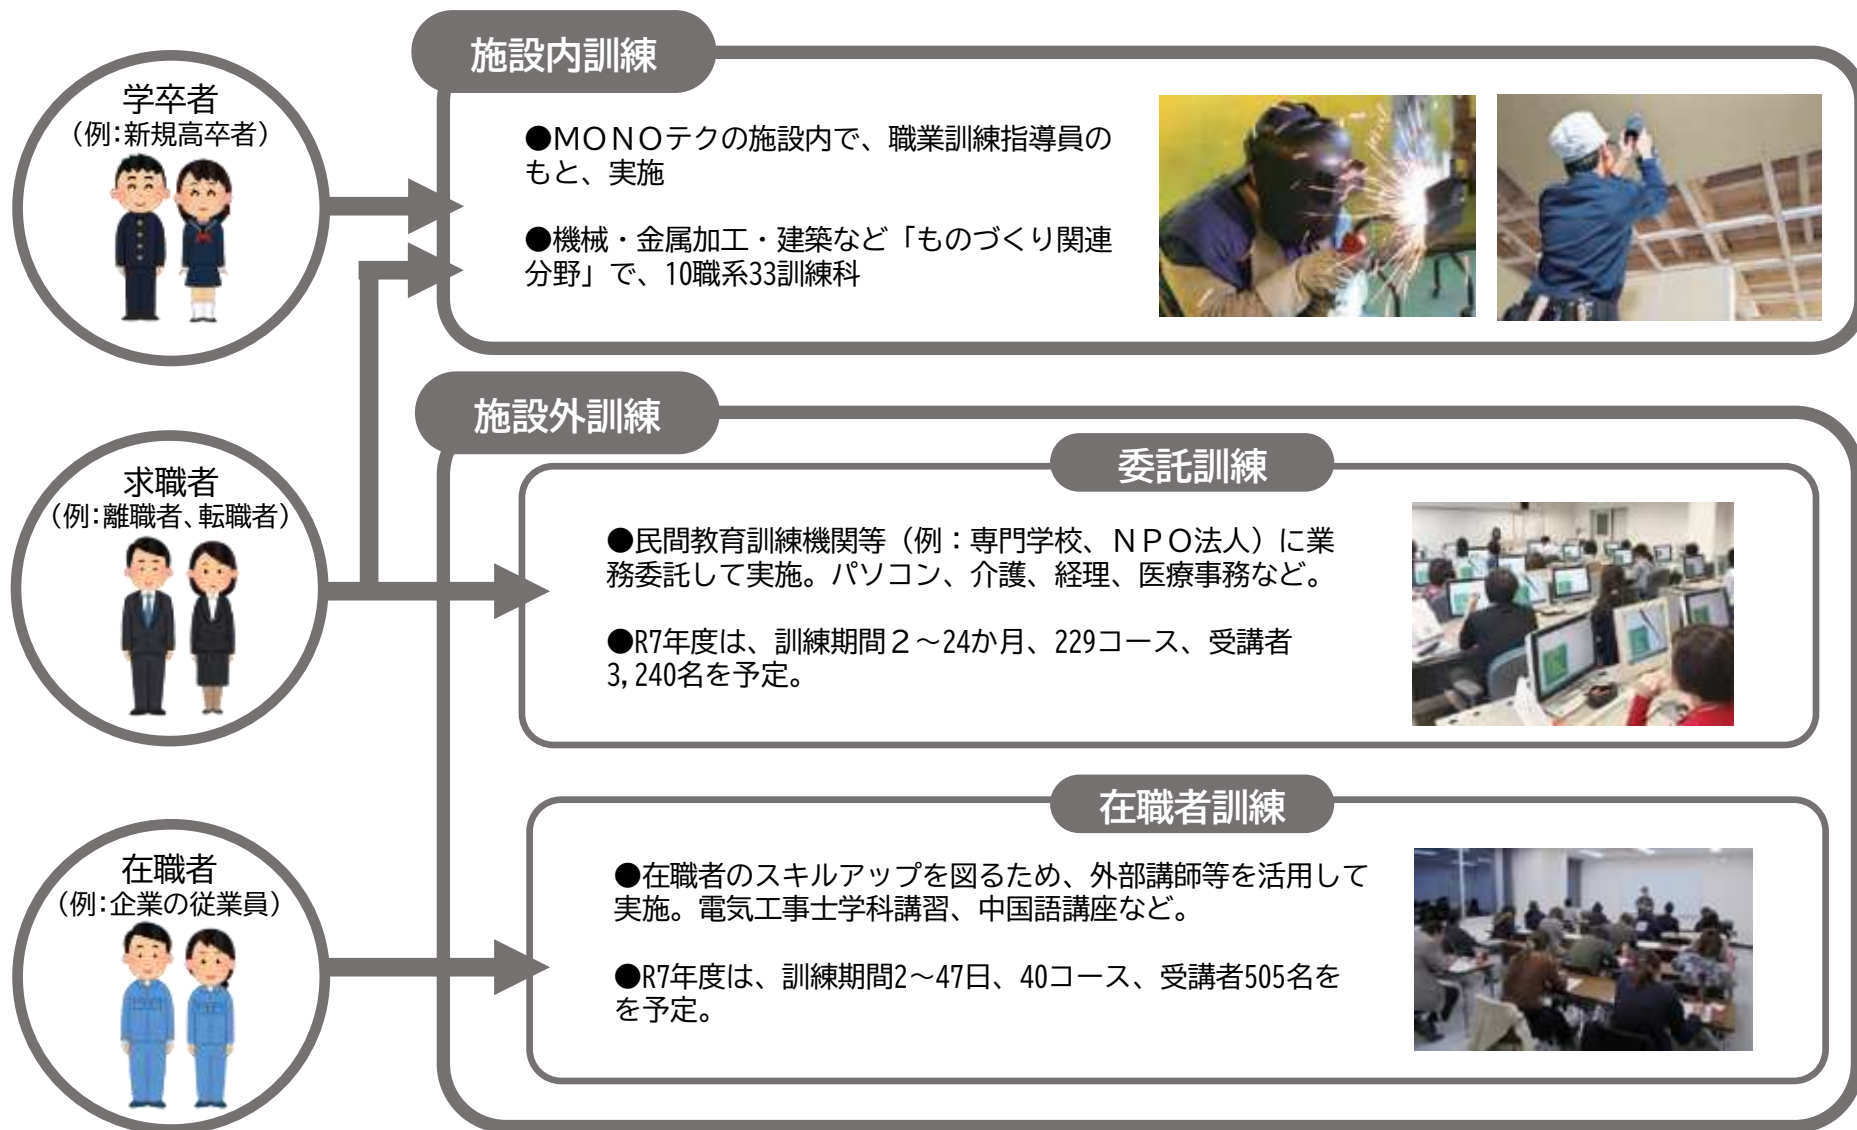 施設内訓練
学卒者
（例：新規高卒者）
●ＭＯＮＯテクの施設内で、職業訓練指導員の
もと、実施
●機械・金属加工・建築など「ものづくり関連
分野」で、10職系33訓練科
施設外訓練
求職者
（例：離職者、転職者）
委託訓練
●民間教育訓練機関等（例：専門学校、ＮＰＯ法人）に業
務委託して実施。パソコン、介護、経理、医療事務など。
●R7年度は、訓練期間２～24か月、229コース、受講者
3,240名を予定。
在職者
（例：企業の従業員）
在職者訓練
●在職者のスキルアップを図るため、外部講師等を活用して
実施。電気工事士学科講習、中国語講座など。
●R7年度は、訓練期間2～47日、40コース、受講者505名を
を予定。